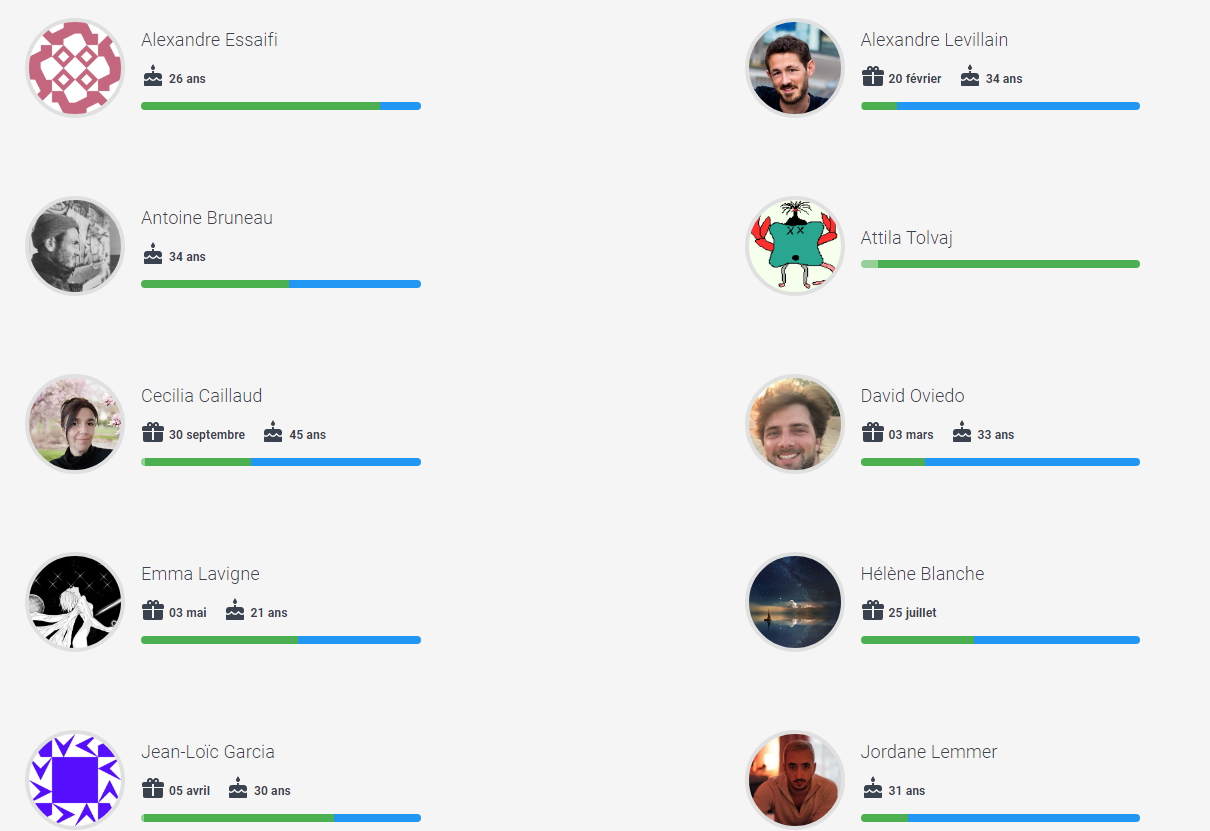 Alexandre Essaifi
26 ans
Alexandre Levillain
20 février 34 ans
Antoine Bruneau
34 ans
Attila Tolvaj
Cecilia Caillaud
30 septembre 45 ans
David Oviedo
03 mars 33 ans
Emma Lavigne
03 mai 21 ans
Hélène Blanche
25 juillet
Jean-Loïc Garcia
05 avril 30 ans
Jordane Lemmer
31 ans